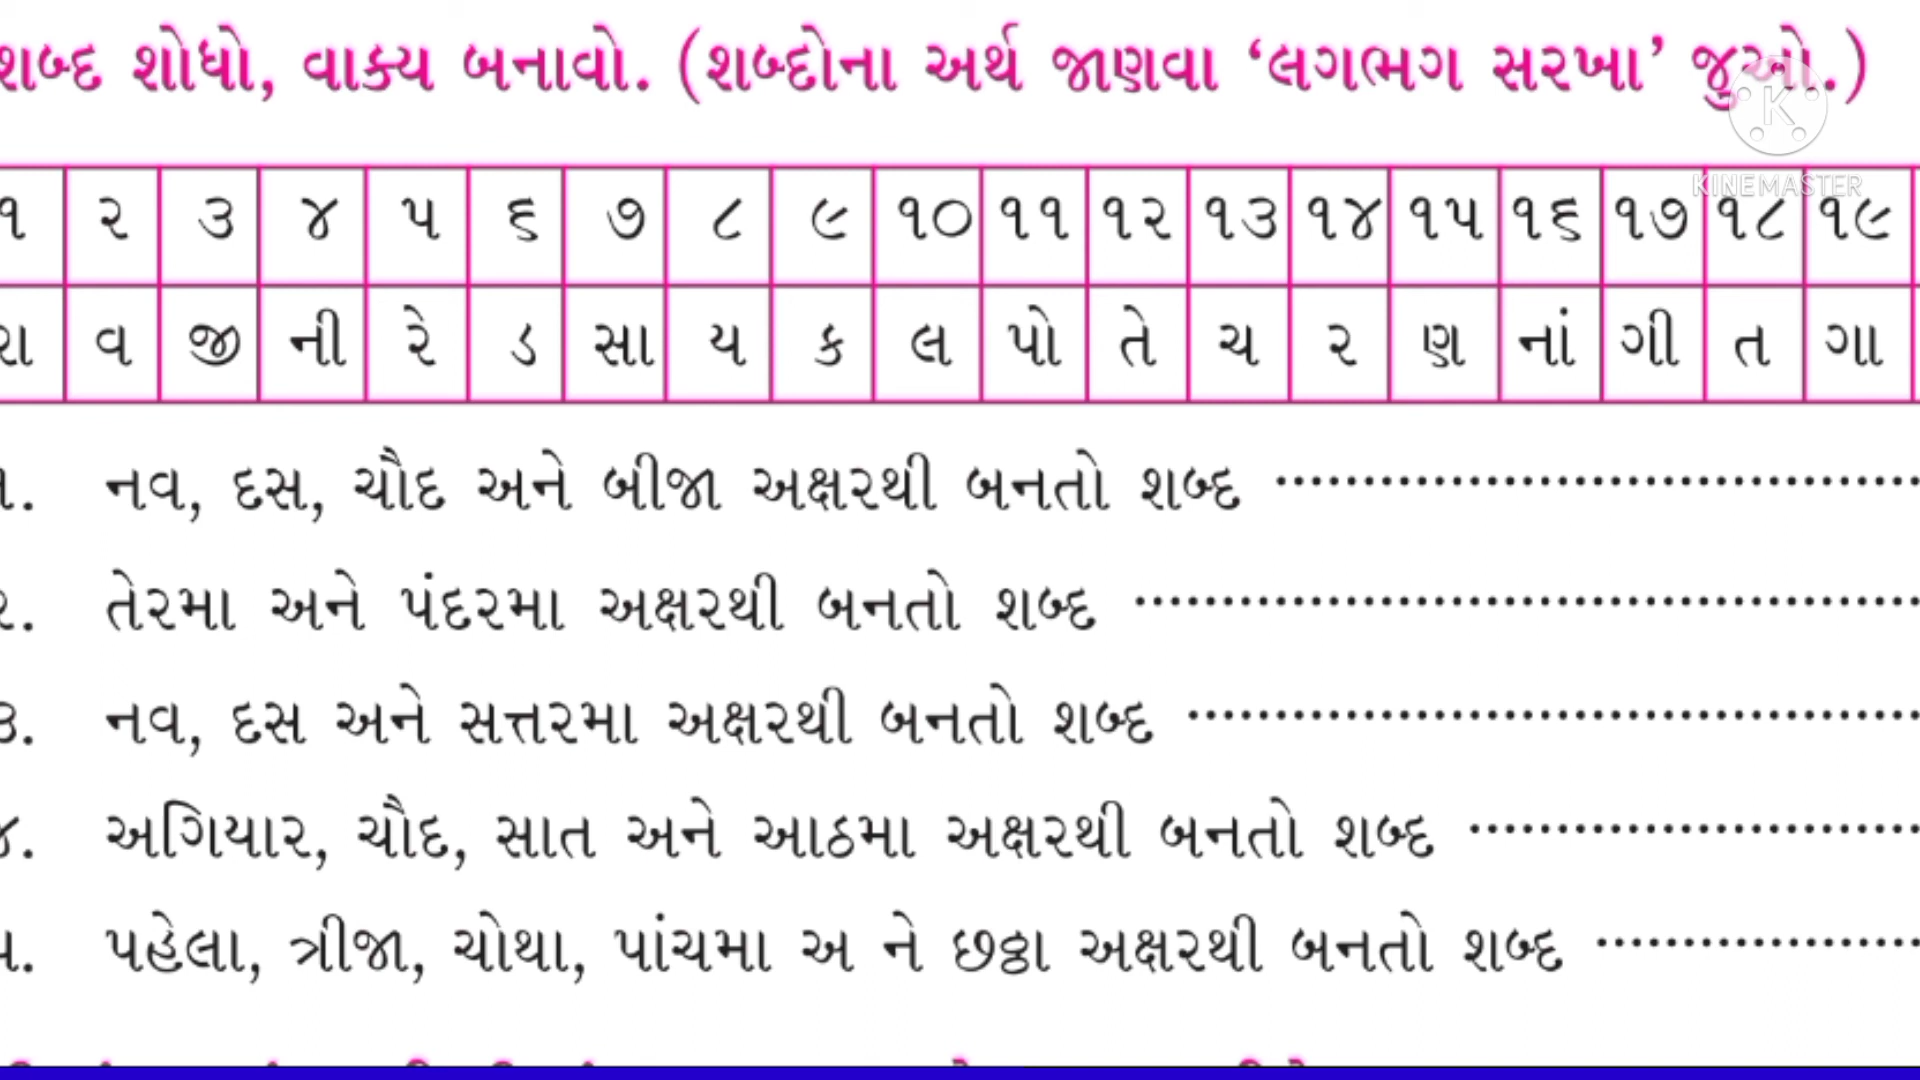 શબ્દ શોધો, વાક્ય બનાવો. (શબ્દોના અર્થ જાણવા ‘લગભગ સરખા’ જુઓ.)
K
KINEMASTER
૧ ૨ ૩ ૪ ૫ ૬ ૭ ૮ ૯ ૧૦ ૧૧ ૧૨ ૧૩ ૧૪ ૧૫ ૧૬ ૧૭ ૧૮ ૧૯
રા વ જી ની રે ડ સા ય ક લ પો તે ચ ર ણ નાં ગી ત ગા
૧. નવ, દસ, ચૌદ અને બીજા અક્ષરથી બનતો શબ્દ
૨. તેરમા અને પંદરમા અક્ષરથી બનતો શબ્દ
૩. નવ, દસ અને સત્તરમા અક્ષરથી બનતો શબ્દ
૪. અગિયાર, ચૌદ, સાત અને આઠમા અક્ષરથી બનતો શબ્દ
૫. પહેલા, ત્રીજા, ચોથા, પાંચમા અ ને છઠ્ઠા અક્ષરથી બનતો શબ્દ